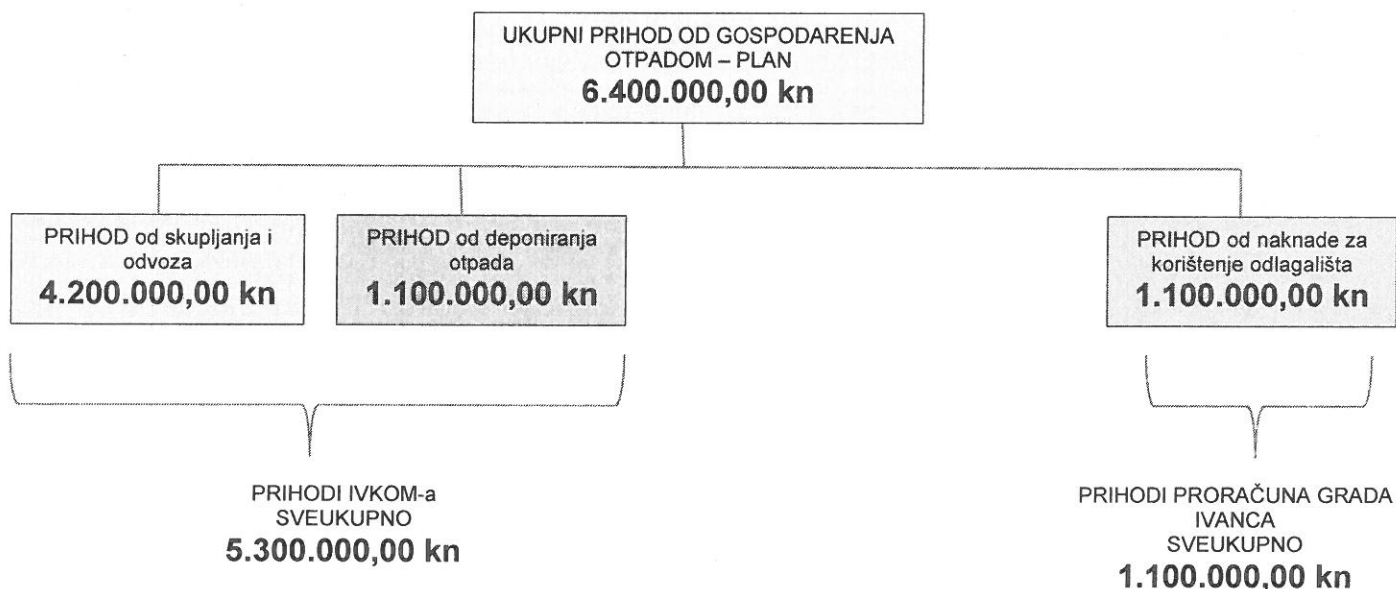 UKUPNI PRIHOD OD GOSPODARENJA
OTPADOM – PLAN
6.400.000,00 kn
PRIHOD od skupljanja i
odvoza
4.200.000,00 kn
PRIHOD od deponiranja
otpada
1.100.000,00 kn
PRIHOD od naknade za
korištenje odlagališta
1.100.000,00 kn
PRIHODI IVKOM-a
SVEUKUPNO
5.300.000,00 kn
PRIHODI PRORAČUNA GRADA
IVANCA
SVEUKUPNO
1.100.000,00 kn